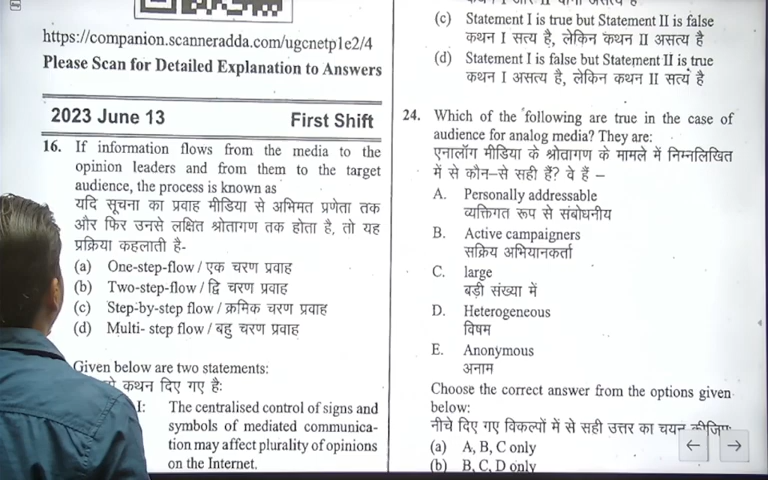 https://companion.scanneradda.com/ugcnetp1e2/4
Please Scan for Detailed Explanation to Answers
2023 June 13 First Shift
16. If information flows from the media to the
opinion leaders and from them to the target
audience, the process is known as
यदि सूचना का प्रवाह मीडिया से अभिमत प्रणेता तक
और फिर उनसे लक्षित श्रोतागण तक होता है, तो यह
प्रक्रिया कहलाती है-
(a) One-step-flow / एक चरण प्रवाह
(b) Two-step-flow / द्वि चरण प्रवाह
(c) Step-by-step flow / क्रमिक चरण प्रवाह
(d) Multi- step flow / बहु चरण प्रवाह
Given below are two statements:
कथन दिए गए है:
I: The centralised control of signs and
symbols of mediated communica-
tion may affect plurality of opinions
on the Internet.
(c) Statement I is true but Statement II is false
कथन I सत्य है, लेकिन कथन II असत्य है
(d) Statement I is false but Statement II is true
कथन I असत्य है, लेकिन कथन II सत्य है
24. Which of the following are true in the case of
audience for analog media? They are:
एनालॉग मीडिया के श्रोतागण के मामले में निम्नलिखित
में से कौन-से सही हैं? वे हैं –
A. Personally addressable
व्यक्तिगत रूप से संबोधनीय
B. Active campaigners
सक्रिय अभियानकर्ता
C. large
बड़ी संख्या में
D. Heterogeneous
विषम
E. Anonymous
अनाम
Choose the correct answer from the options given
below:
नीचे दिए गए विकल्पों में से सही उत्तर का चयन कीजिए:
(a) A, B, C only
(b) B, C, D only